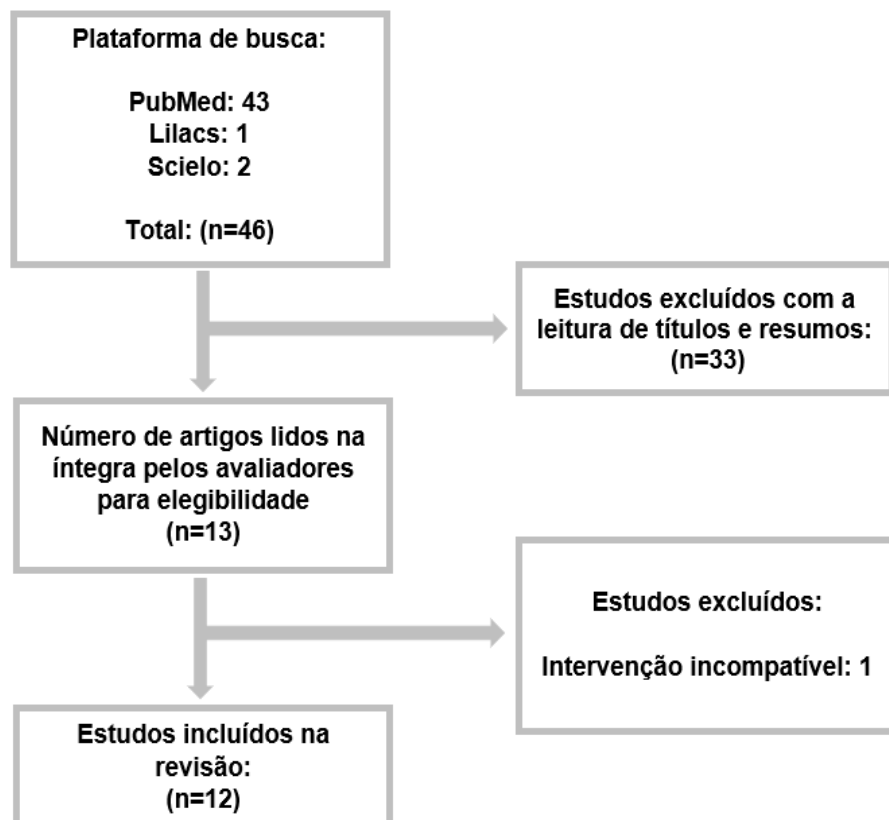 Plataforma de busca:
PubMed: 43
Lilacs: 1
Scielo: 2
Total: (n=46)
Estudos excluídos com a
leitura de títulos e resumos:
(n=33)
Número de artigos lidos na
íntegra pelos avaliadores
para elegibilidade
(n=13)
Estudos excluídos:
Intervenção incompatível: 1
Estudos incluídos na
revisão:
(n=12)